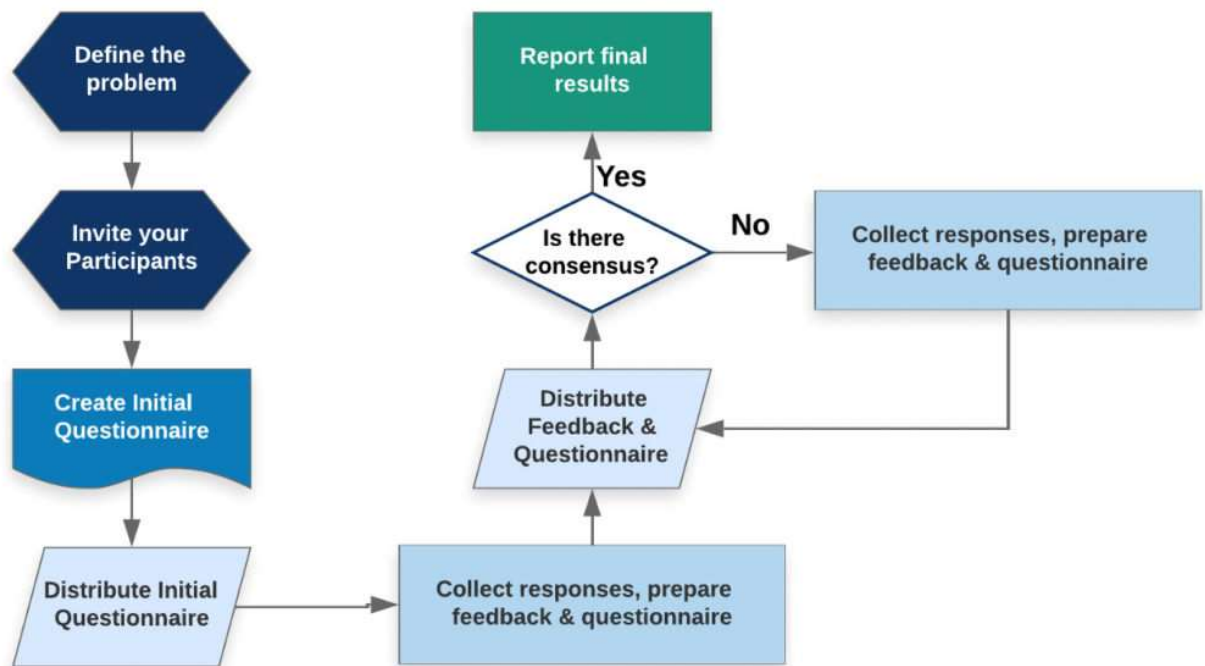 Define the
problem
Invite your
Participants
Create Initial
Questionnaire
Distribute Initial
Questionnaire
Collect responses, prepare
feedback & questionnaire
Distribute
Feedback &
Questionnaire
Is there
consensus?
Yes
No
Report final
results
Collect responses, prepare
feedback & questionnaire